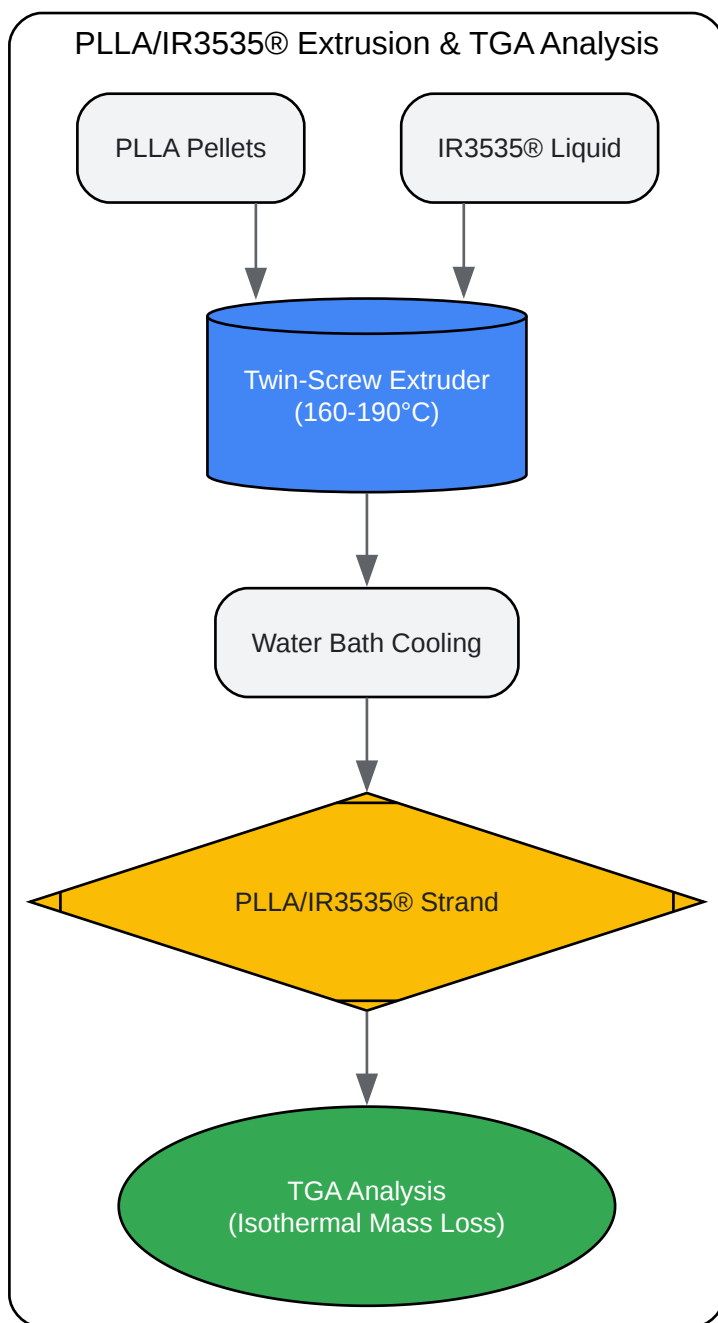 PLLA/IR3535® Extrusion & TGA Analysis
PLLA Pellets
IR3535® Liquid
Twin-Screw Extruder
(160-190°C)
Water Bath Cooling
PLLA/IR3535® Strand
TGA Analysis
(Isothermal Mass Loss)